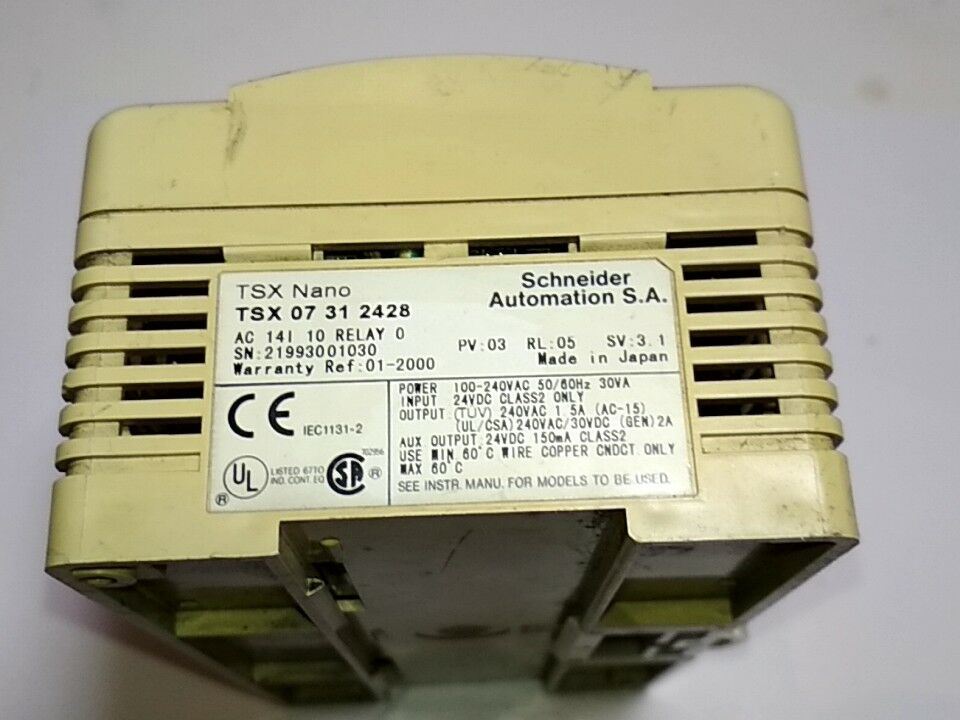 TSX Nano
TSX 07 31 2428
Schneider
Automation S.A.
AC 14I 10 RELAY O
SN:21993001030
Warranty Ref:01-2000
PV:03 RL:05 SV:3.1
Made in Japan
CE
IEC1131-2
UL
®
LISTED 67TO
IND. CONT. EQ
SA
®
702956
POWER 100-240VAC 50/60Hz 30VA
INPUT 24VDC CLASS2 ONLY
OUTPUT (TÜV) 240VAC 1.5A (AC-15)
(UL/CSA)240VAC/30VDC (GEN)2A
AUX OUTPUT 24VDC 150mA CLASS2
USE MIN 60°C WIRE COPPER CNDCT ONLY
MAX 60°C
SEE INSTR. MANU. FOR MODELS TO BE USED.